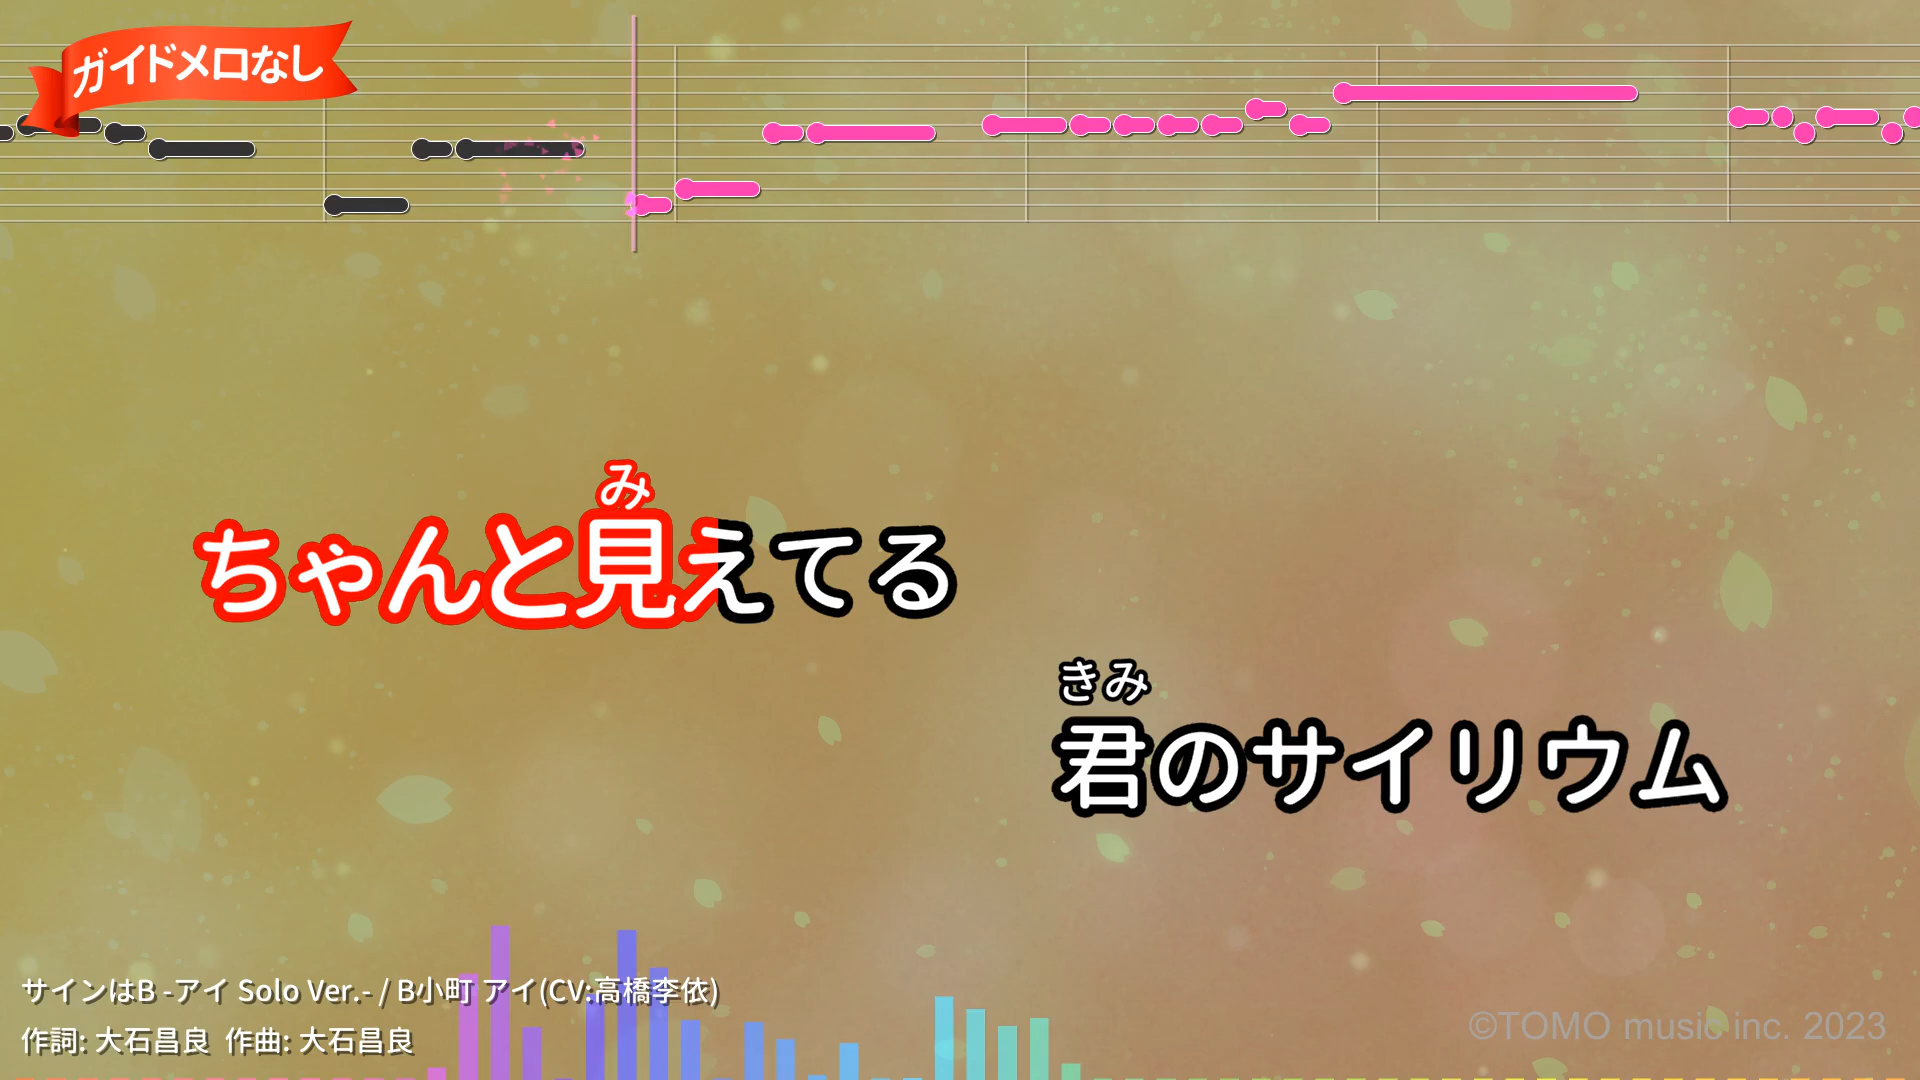 ガイドメロなし
み
ちゃんと見えてる
きみ
君のサイリウム
サインはB -アイ Solo Ver.- / B小町 アイ(CV:高橋李依)
作詞: 大石昌良 作曲: 大石昌良
©TOMO music inc. 2023